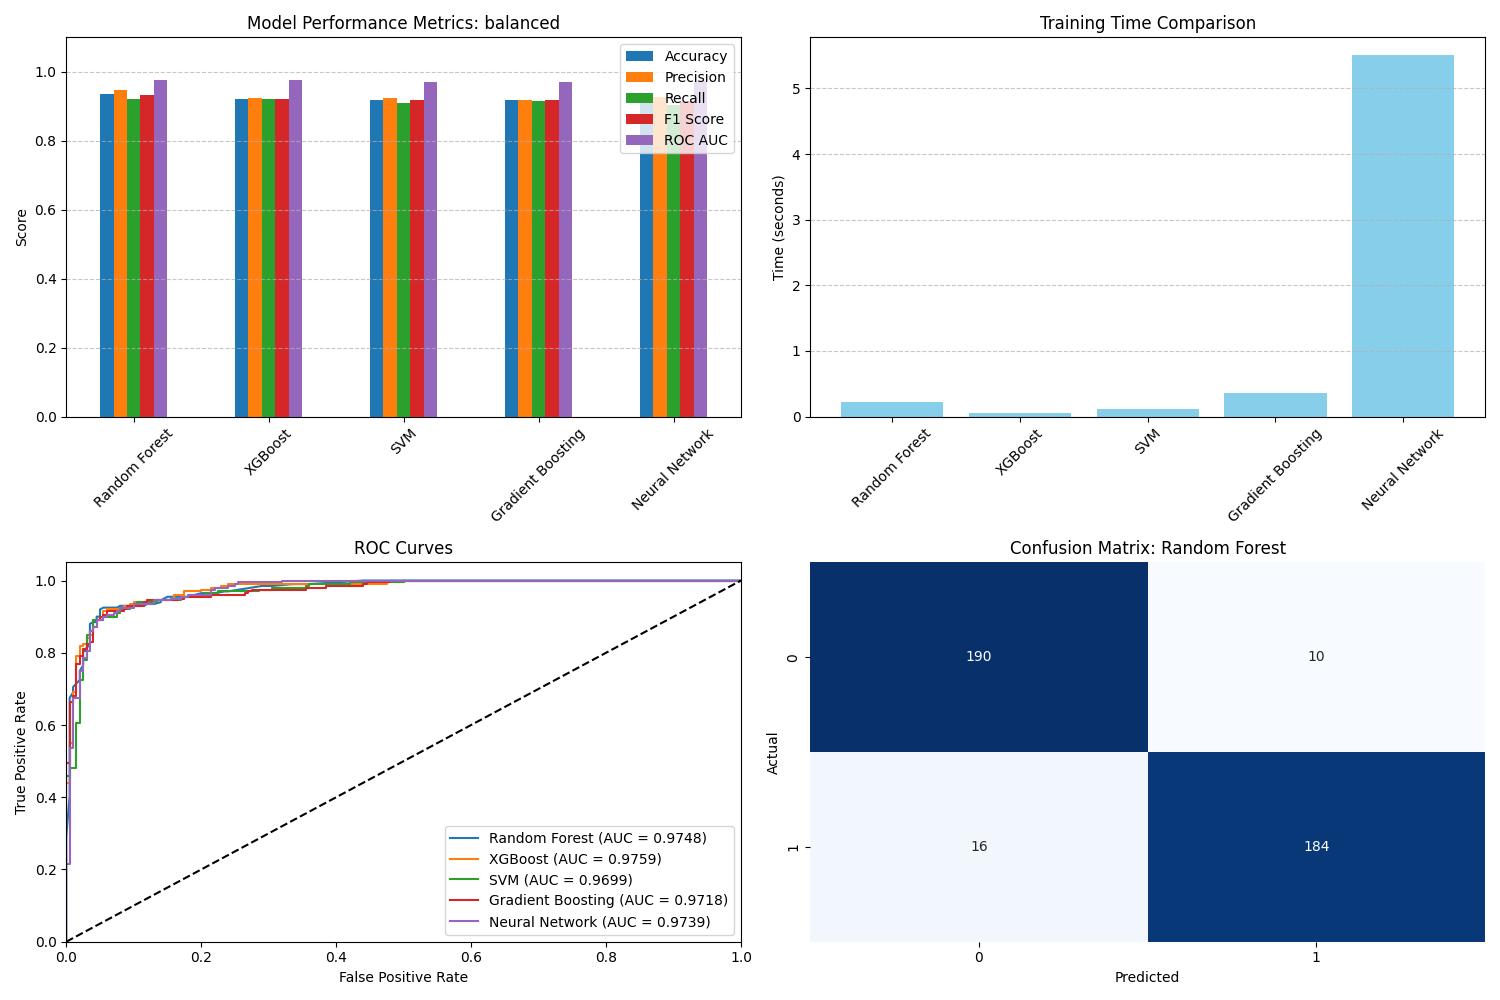 Model Performance Metrics: balanced
Score
1.0
0.8
0.6
0.4
0.2
0.0
Accuracy
Precision
Recall
F1 Score
ROC AUC
Random Forest
XGBoost
SVM
Gradient Boosting
Neural Network
Training Time Comparison
Time (seconds)
5
4
3
2
1
0
Random Forest
XGBoost
SVM
Gradient Boosting
Neural Network
ROC Curves
True Positive Rate
1.0
0.8
0.6
0.4
0.2
0.0
Random Forest (AUC = 0.9748)
XGBoost (AUC = 0.9759)
SVM (AUC = 0.9699)
Gradient Boosting (AUC = 0.9718)
Neural Network (AUC = 0.9739)
0.0 0.2 0.4 0.6 0.8 1.0
False Positive Rate
Confusion Matrix: Random Forest
Actual
0
190 10
1
16 184
0 1
Predicted